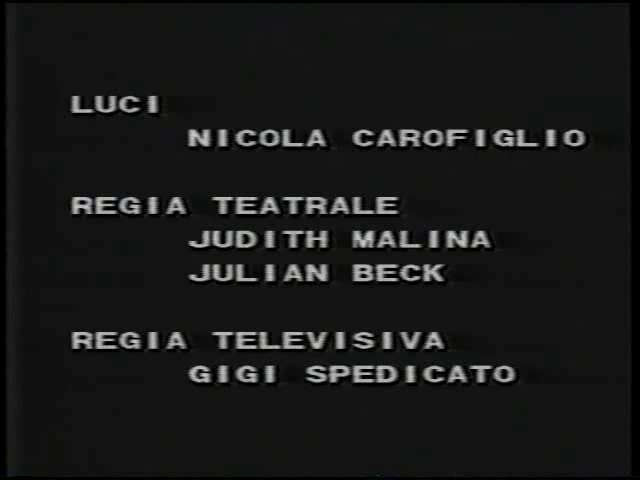 LUCI
NICOLA CAROFIGLIO
REGIA TEATRALE
JUDITH MALINA
JULIAN BECK
REGIA TELEVISIVA
GIGI SPEDICATO